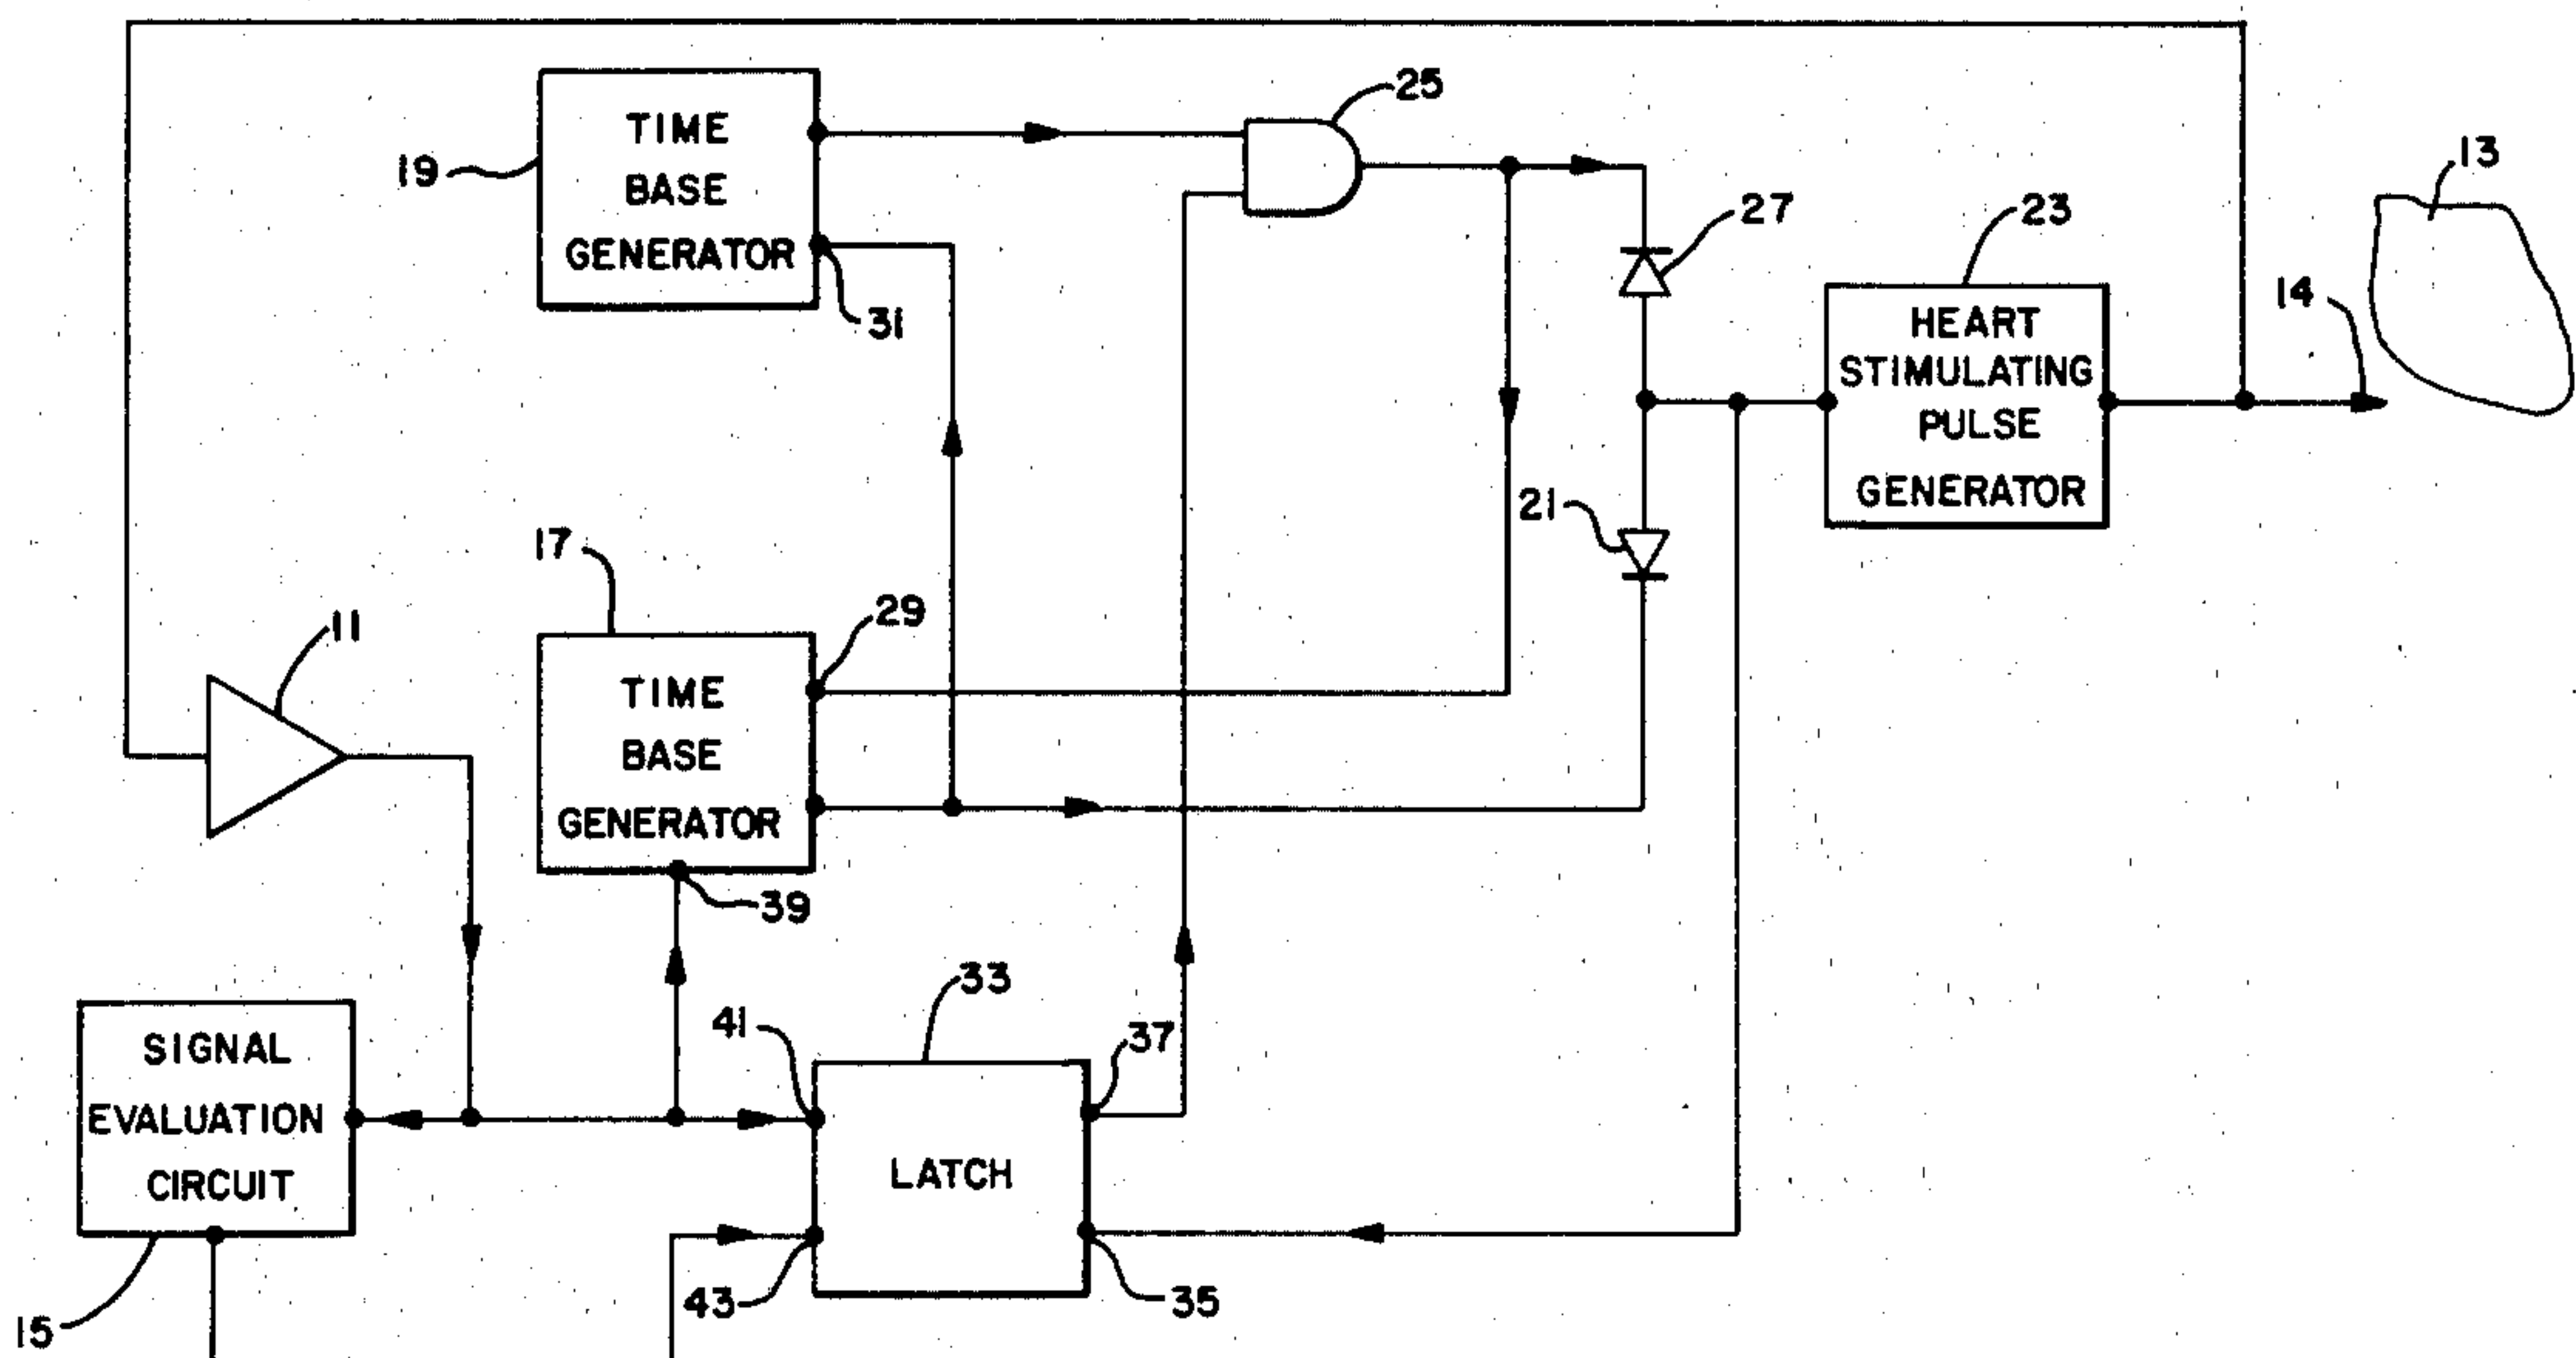 25
13
TIME
BASE
GENERATOR
19
31
27
23
14
HEART
STIMULATING
PULSE
GENERATOR
21
17
29
11
TIME
BASE
GENERATOR
39
33
41
37
SIGNAL
EVALUATION
CIRCUIT
LATCH
43
35
15